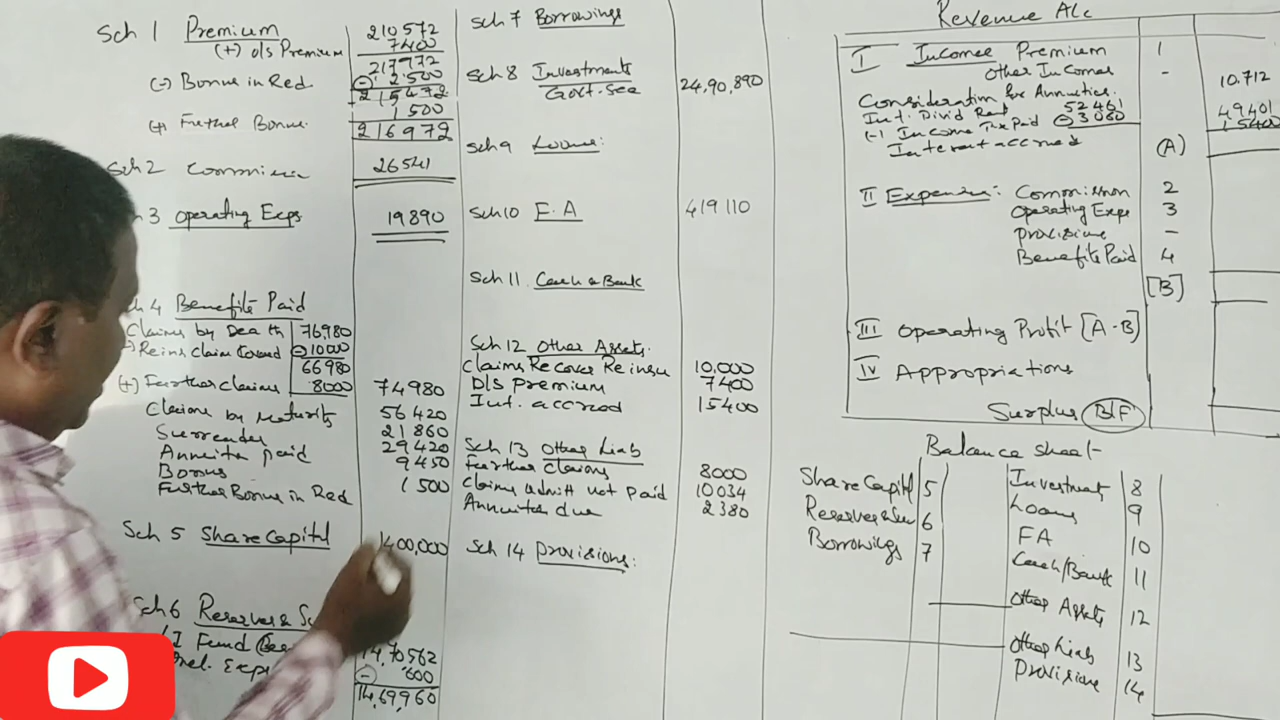 Sch 1 Premium 210572
(+) o/s Premium 7400
217972
(-) Bonus in Red 2500
215472
1500
(+) Further Bonus 216972
Sch 2 Commission 26541
3 Operating Exps 19890
4 Benefits Paid
Claims by Death 76,980
Reins claim covered 10000
66980
(+) Further claims 8000 74980
Claims by maturity 56420
Surrender 21860
Annuities paid 29420
Bonus 9450
Further Bonus in Red 1500
Sch 5 Share Capital 400,000
Sch 6 Reserves &
Fund 14,70,562
Exp 600
14,69,960
Sch 7 Borrowings
Sch 8 Investments
Govt. Sec 24,90,890
Sch 9 Loans:
Sch 10 F.A 419110
Sch 11 Cash & Bank
Sch 12 Other Assets.
Claims Recover Reinsu 10,000
O/S Premium 7400
Int. accrued 15400
Sch 13 Other Liab
Further Claims 8000
Claims admitt not paid 10034
Annuities due 2380
Sch 14 Provisions:
Revenue A/c
I Incomes Premium 1
Other Incomes -
Consideration for Annuities. 10.712
Int. Divid Rent 52461
(-) Income Tax Paid 3060 49401
Interest accrued 15400
(A)
II Expenses: Commission 2
Operating Exps 3
Provisions -
Benefits Paid 4
[B]
III Operating Profit [A-B]
IV Appropriations
Surplus B/F
Balance sheet
Share Capital 5 Investments 8
Reserves & Su 6 Loans 9
Borrowings 7 FA 10
Cash/Bank 11
Other Assets 12
Other Liab 13
Provisions 14